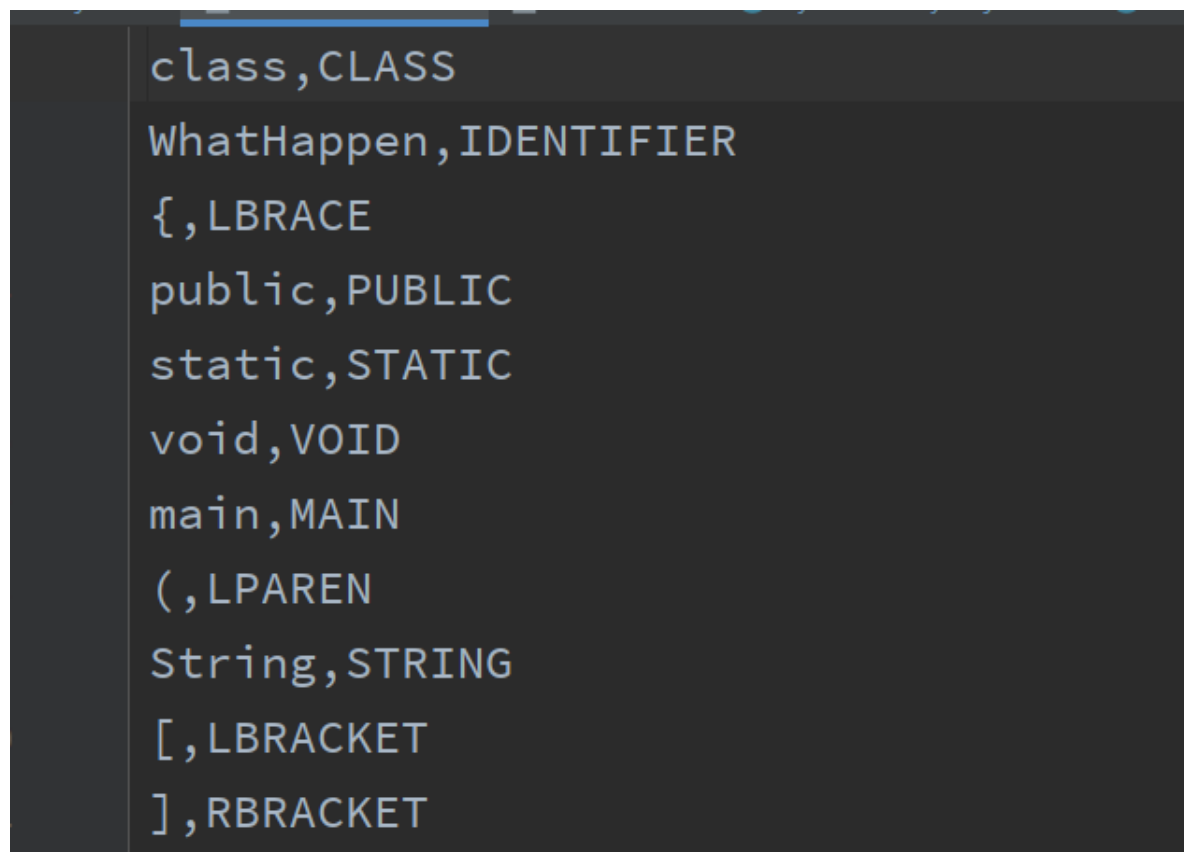 class,CLASS
WhatHappen,IDENTIFIER
{,LBRACE
public,PUBLIC
static,STATIC
void,VOID
main,MAIN
(,LPAREN
String,STRING
[,LBRACKET
],RBRACKET